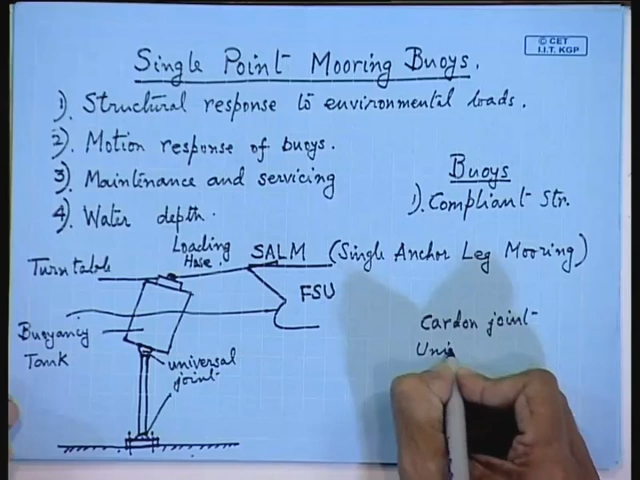 © CET
I.I.T. KGP
Single Point Mooring Buoys.
1). Structural response to environmental loads.
2). Motion response of buoys.
3). Maintenance and servicing
4). Water depth.
Buoys
1). Compliant Str.
Loading
Hose.
SALM (Single Anchor Leg Mooring)
Turntable
FSU
Buoyancy
Tank
universal
joint
Cardon joint
Uni